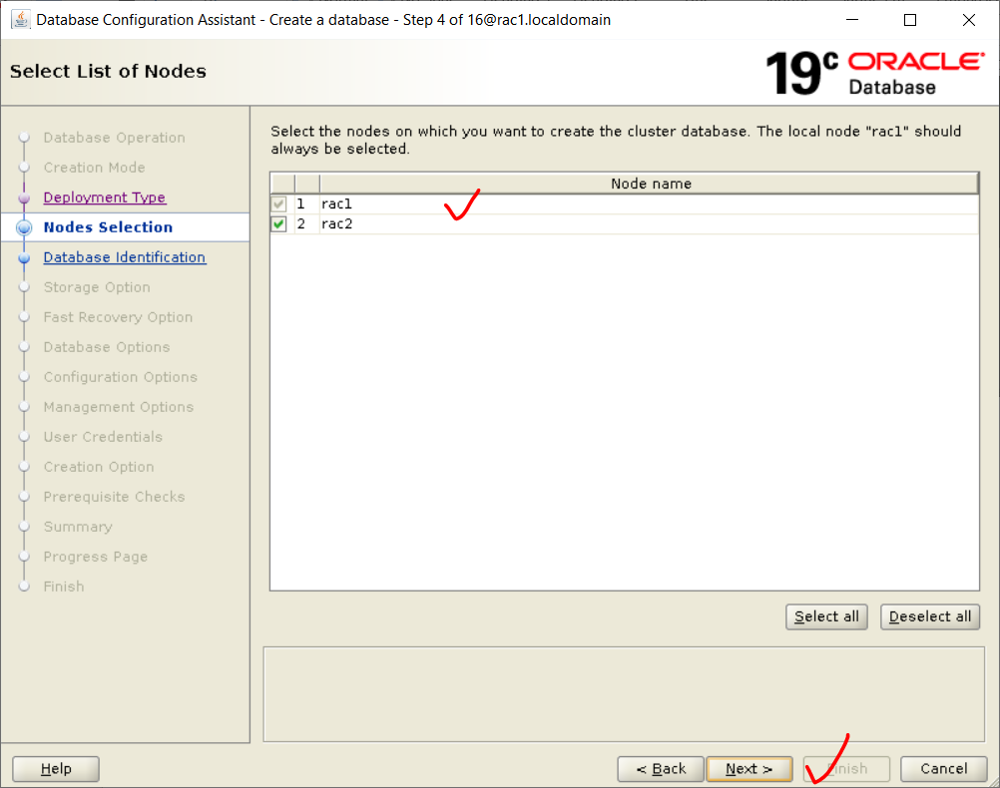 Database Configuration Assistant - Create a database - Step 4 of 16@rac1.localdomain
Select List of Nodes
19c ORACLE
Database
Database Operation
Creation Mode
Deployment Type
Nodes Selection
Database Identification
Storage Option
Fast Recovery Option
Database Options
Configuration Options
Management Options
User Credentials
Creation Option
Prerequisite Checks
Summary
Progress Page
Finish
Select the nodes on which you want to create the cluster database. The local node "rac1" should
always be selected.
Node name
1 rac1
2 rac2
Select all
Deselect all
Help
< Back
Next >
Finish
Cancel